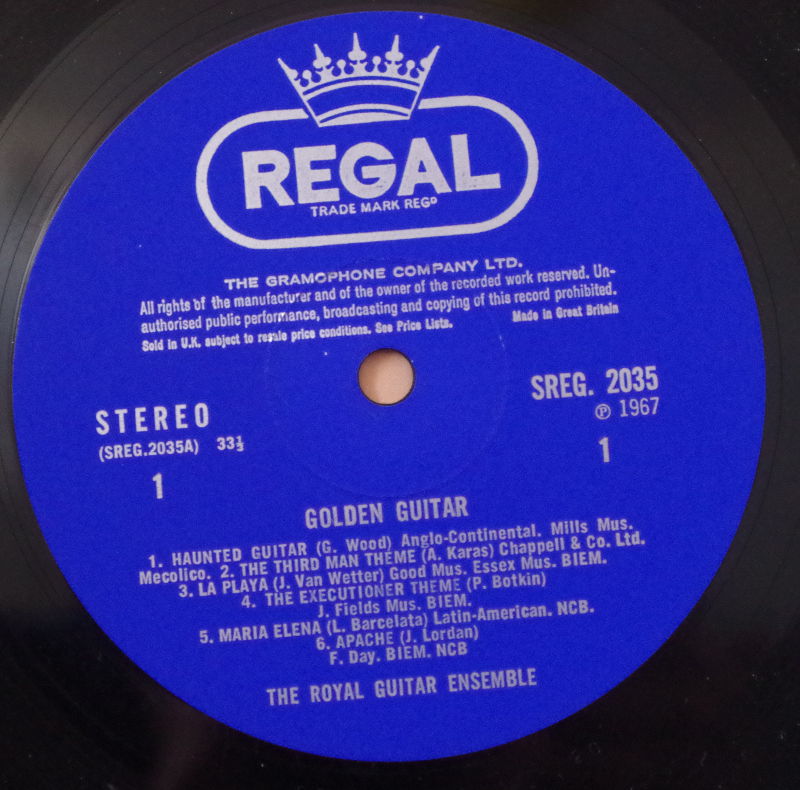 REGAL
TRADE MARK REGD
THE GRAMOPHONE COMPANY LTD.
All rights of the manufacturer and of the owner of the recorded work reserved. Un-
authorised public performance, broadcasting and copying of this record prohibited.
Sold in U.K. subject to resale price conditions. See Price Lists. Made in Great Britain
STEREO
(SREG.2035A) 33⅓
1
SREG. 2035
Ⓟ 1967
1
GOLDEN GUITAR
1. HAUNTED GUITAR (G. Wood) Anglo-Continental. Mills Mus.
Mecolico. 2. THE THIRD MAN THEME (A. Karas) Chappell & Co. Ltd.
3. LA PLAYA (J. Van Wetter) Good Mus. Essex Mus. BIEM.
4. THE EXECUTIONER THEME (P. Botkin)
J. Fields Mus. BIEM.
5. MARIA ELENA (L. Barcelata) Latin-American. NCB.
6. APACHE (J. Lordan)
F. Day. BIEM. NCB
THE ROYAL GUITAR ENSEMBLE